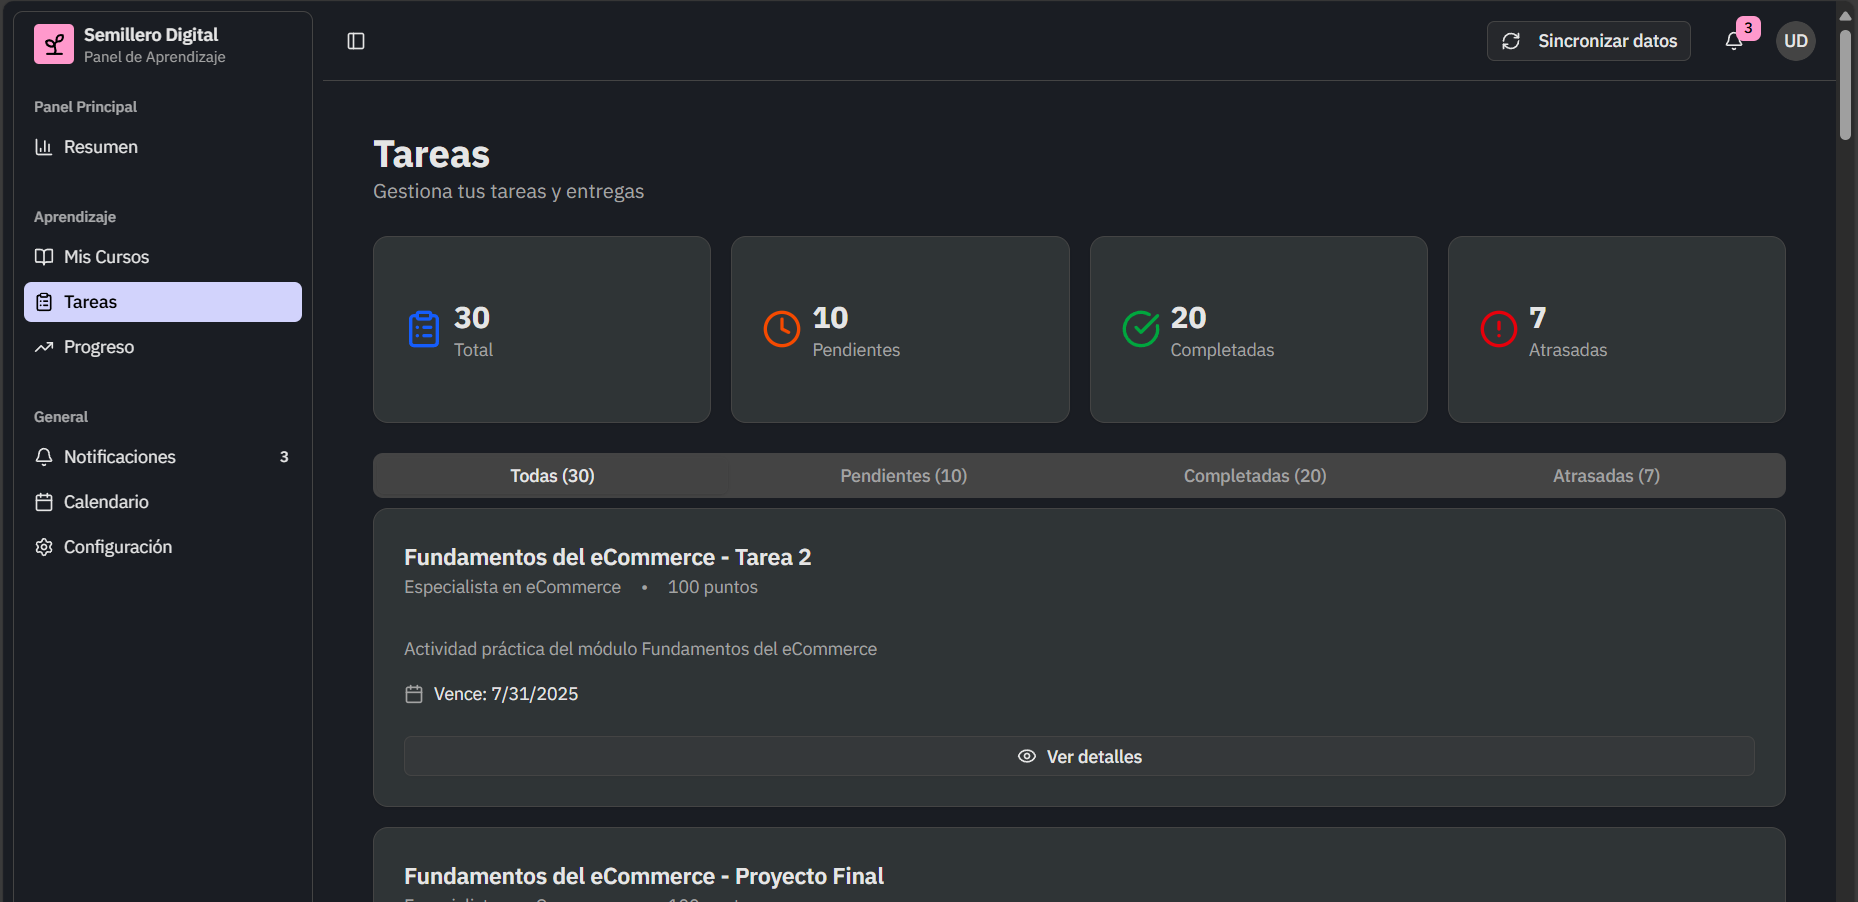 Semillero Digital
Panel de Aprendizaje
Panel Principal
Resumen
Aprendizaje
Mis Cursos
Tareas
Progreso
General
Notificaciones 3
Calendario
Configuración
Sincronizar datos
3
UD
Tareas
Gestiona tus tareas y entregas
30
Total
10
Pendientes
20
Completadas
7
Atrasadas
Todas (30) Pendientes (10) Completadas (20) Atrasadas (7)
Fundamentos del eCommerce - Tarea 2
Especialista en eCommerce • 100 puntos
Actividad práctica del módulo Fundamentos del eCommerce
Vence: 7/31/2025
Ver detalles
Fundamentos del eCommerce - Proyecto Final